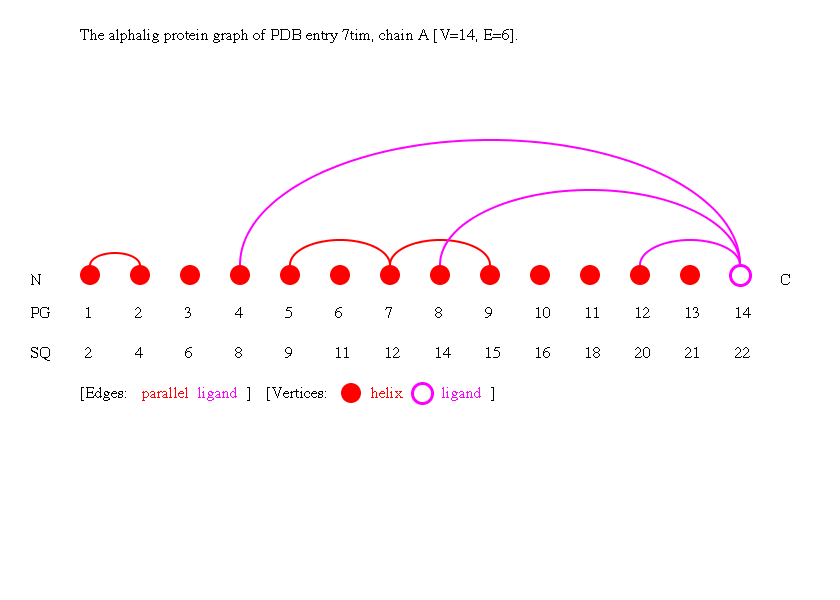 The alphalig protein graph of PDB entry 7tim, chain A [V=14, E=6].
N C
PG 1 2 3 4 5 6 7 8 9 10 11 12 13 14
SQ 2 4 6 8 9 11 12 14 15 16 18 20 21 22
[Edges: parallel ligand ] [Vertices: helix ligand ]